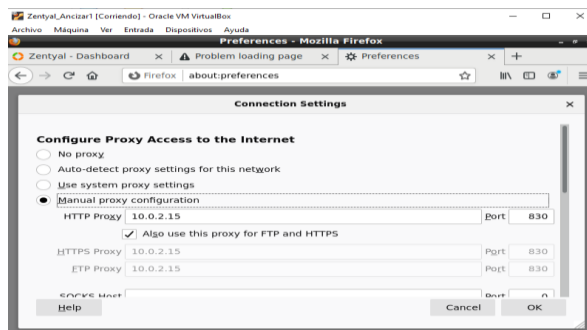 Zentyal_Ancizar1 [Corriendo] - Oracle VM VirtualBox
Archivo Máquina Ver Entrada Dispositivos Ayuda
Preferences - Mozilla Firefox
Zentyal - Dashboard Problem loading page Preferences
Firefox about:preferences
Connection Settings
Configure Proxy Access to the Internet
No proxy
Auto-detect proxy settings for this network
Use system proxy settings
Manual proxy configuration
HTTP Proxy 10.0.2.15 Port 830
Also use this proxy for FTP and HTTPS
HTTPS Proxy 10.0.2.15 Port 830
FTP Proxy 10.0.2.15 Port 830
SOCKS Host Port 0
Help Cancel OK